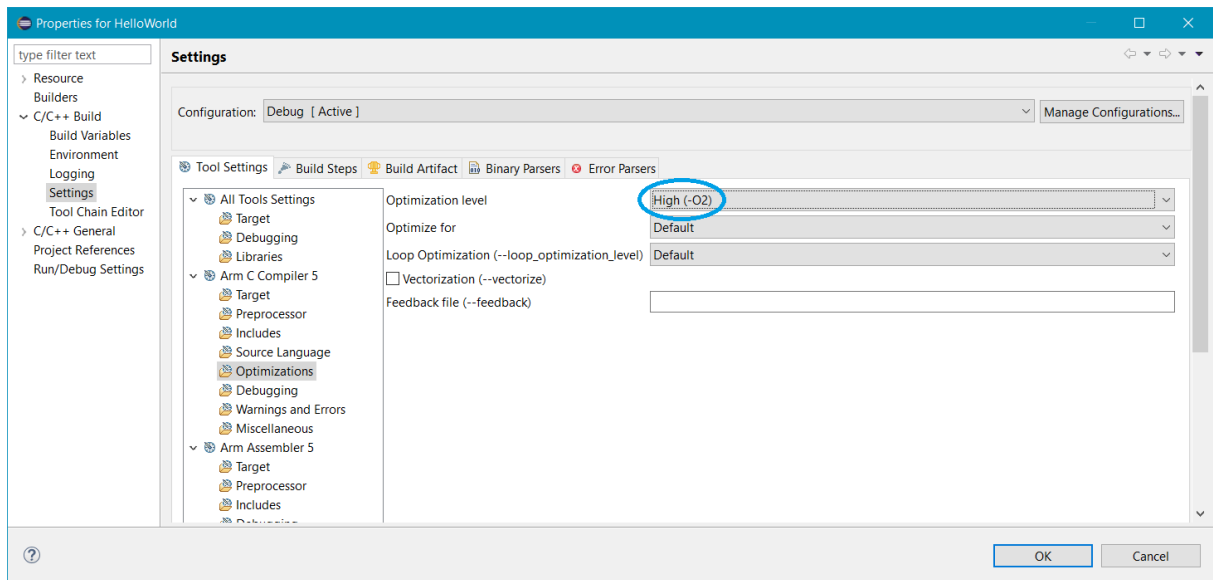 Properties for HelloWorld
type filter text
Resource
Builders
C/C++ Build
Build Variables
Environment
Logging
Settings
Tool Chain Editor
C/C++ General
Project References
Run/Debug Settings
Settings
Configuration: Debug [ Active ] Manage Configurations...
Tool Settings Build Steps Build Artifact Binary Parsers Error Parsers
All Tools Settings
Target
Debugging
Libraries
Arm C Compiler 5
Target
Preprocessor
Includes
Source Language
Optimizations
Debugging
Warnings and Errors
Miscellaneous
Arm Assembler 5
Target
Preprocessor
Includes
Optimization level High (-O2)
Optimize for Default
Loop Optimization (--loop_optimization_level) Default
Vectorization (--vectorize)
Feedback file (--feedback)
OK Cancel